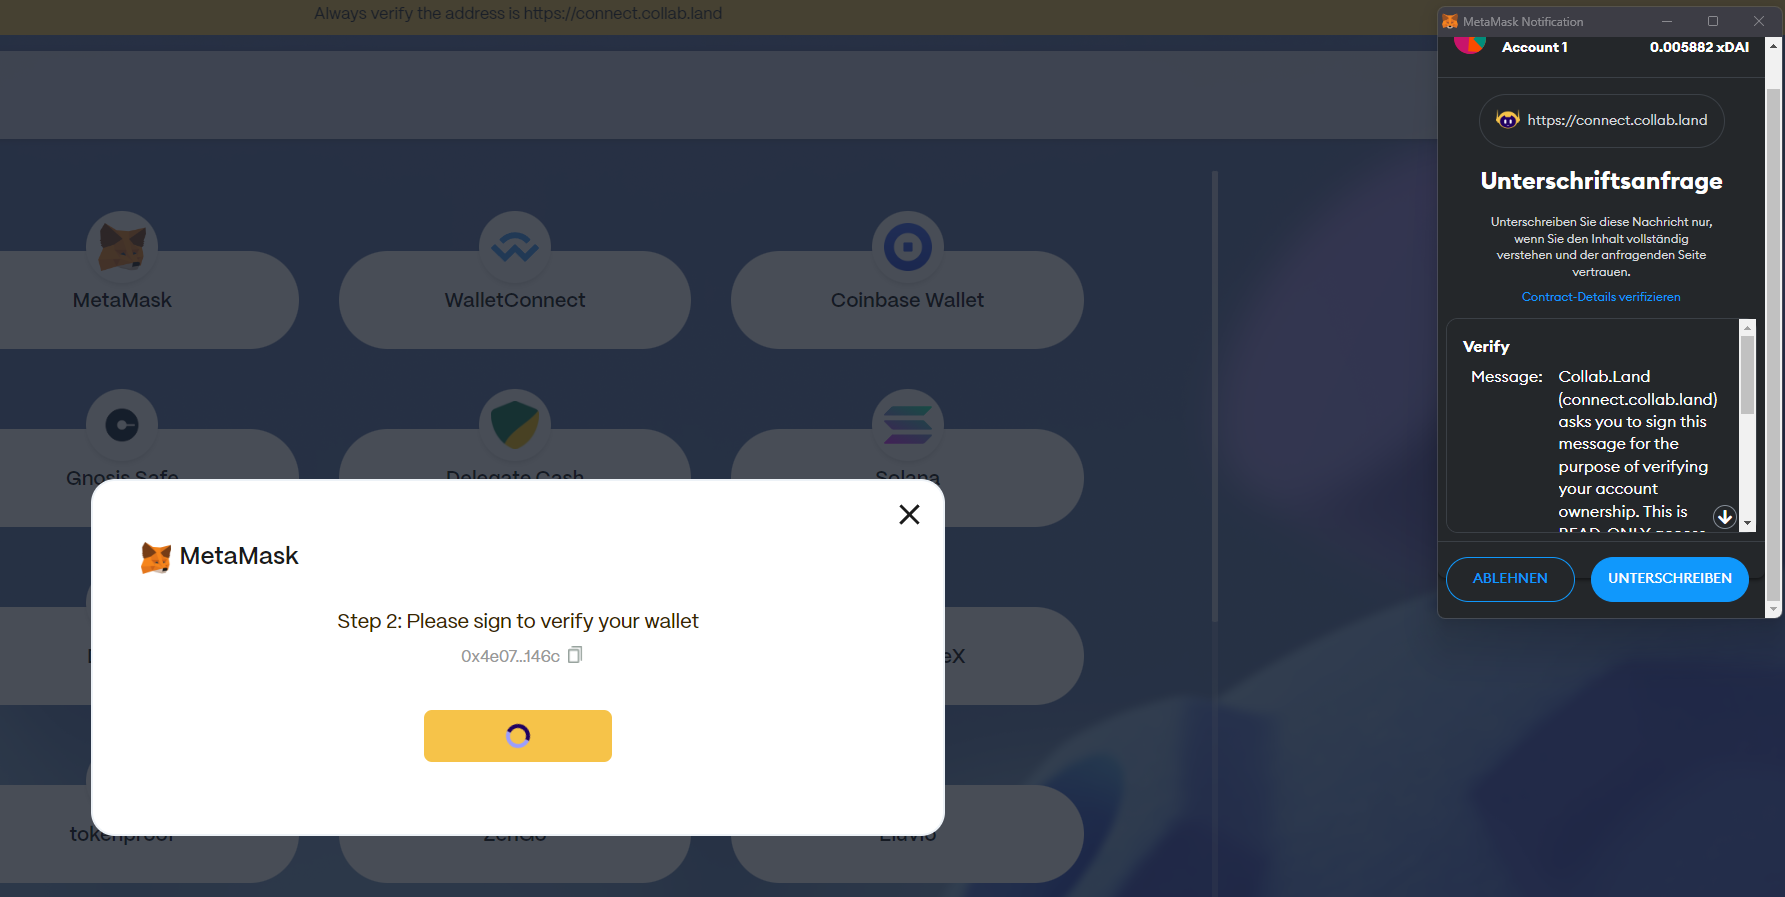 Always verify the address is https://connect.collab.land
MetaMask
WalletConnect
Coinbase Wallet
Gnosis Safe
Delegate Cash
Solana
MetaMask
Step 2: Please sign to verify your wallet
0x4e07...146c
eX
tokenproof
ZenGo
MetaMask Notification
Account 1
0.005882 xDAI
https://connect.collab.land
Unterschriftsanfrage
Unterschreiben Sie diese Nachricht nur,
wenn Sie den Inhalt vollständig
verstehen und der anfragenden Seite
vertrauen.
Contract-Details verifizieren
Verify
Message:
Collab.Land
(connect.collab.land)
asks you to sign this
message for the
purpose of verifying
your account
ownership. This is
READ-ONLY access
ABLEHNEN
UNTERSCHREIBEN